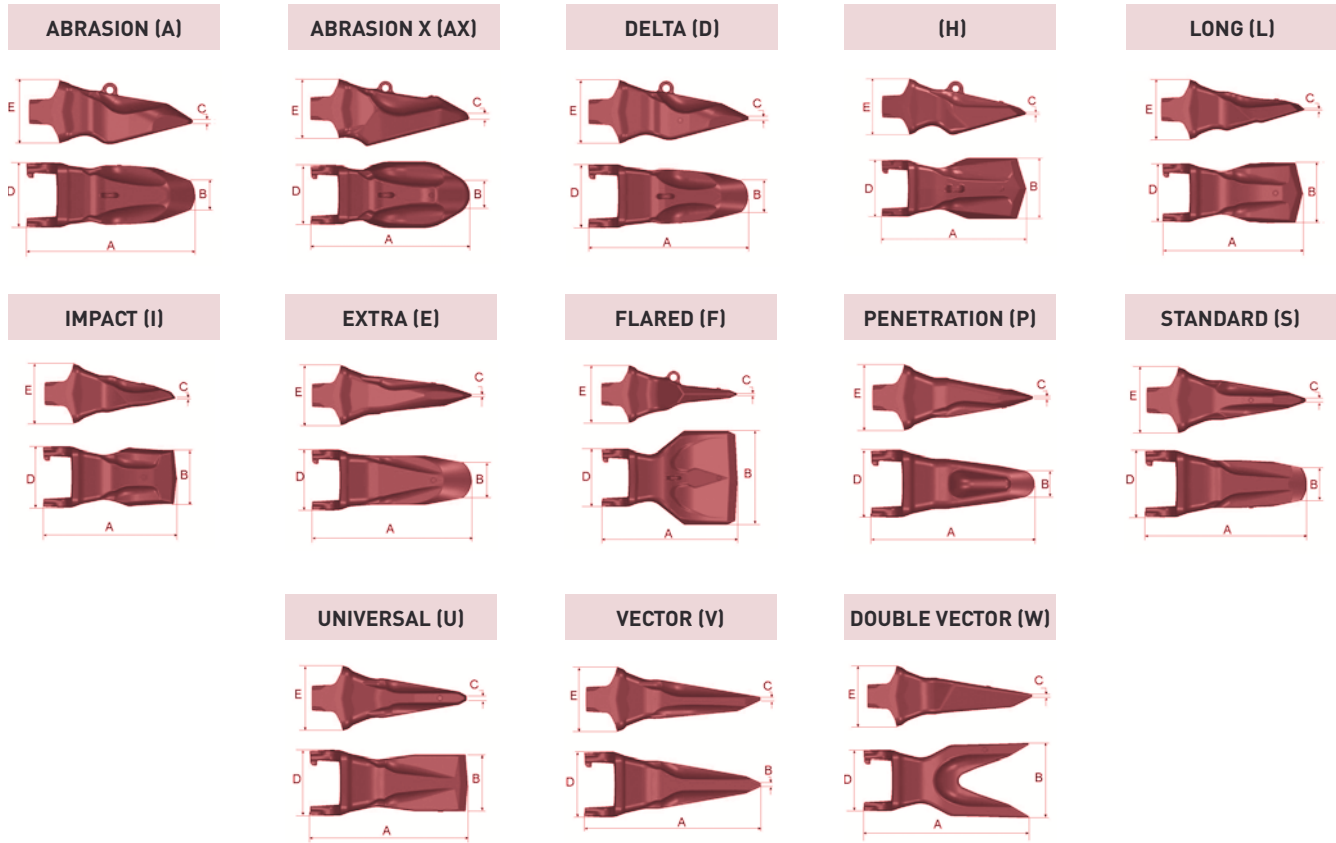 ABRASION (A)
ABRASION X (AX)
DELTA (D)
(H)
LONG (L)
E
C
D
B
A
E
C
D
B
A
E
C
D
B
A
E
C
D
B
A
E
C
D
B
A
IMPACT (I)
EXTRA (E)
FLARED (F)
PENETRATION (P)
STANDARD (S)
E
C
D
B
A
E
C
D
B
A
E
C
D
B
A
E
C
D
B
A
E
C
D
B
A
UNIVERSAL (U)
VECTOR (V)
DOUBLE VECTOR (W)
E
C
D
B
A
E
C
D
B
A
E
C
D
B
A